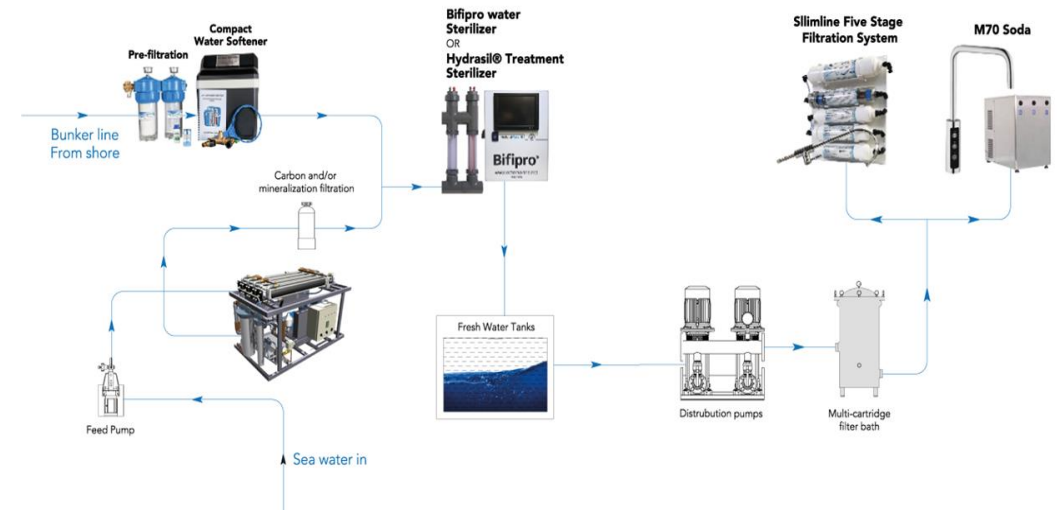 Compact
Water Softener
Pre-filtration
Bunker line
From shore
Bifipro water
Sterilizer
OR
Hydrasil® Treatment
Sterilizer
Bifipro®
Carbon and/or
mineralization filtration
Sllimline Five Stage
Filtration System
M70 Soda
Fresh Water Tanks
Feed Pump
Sea water in
Distrubution pumps
Multi-cartridge
filter bath